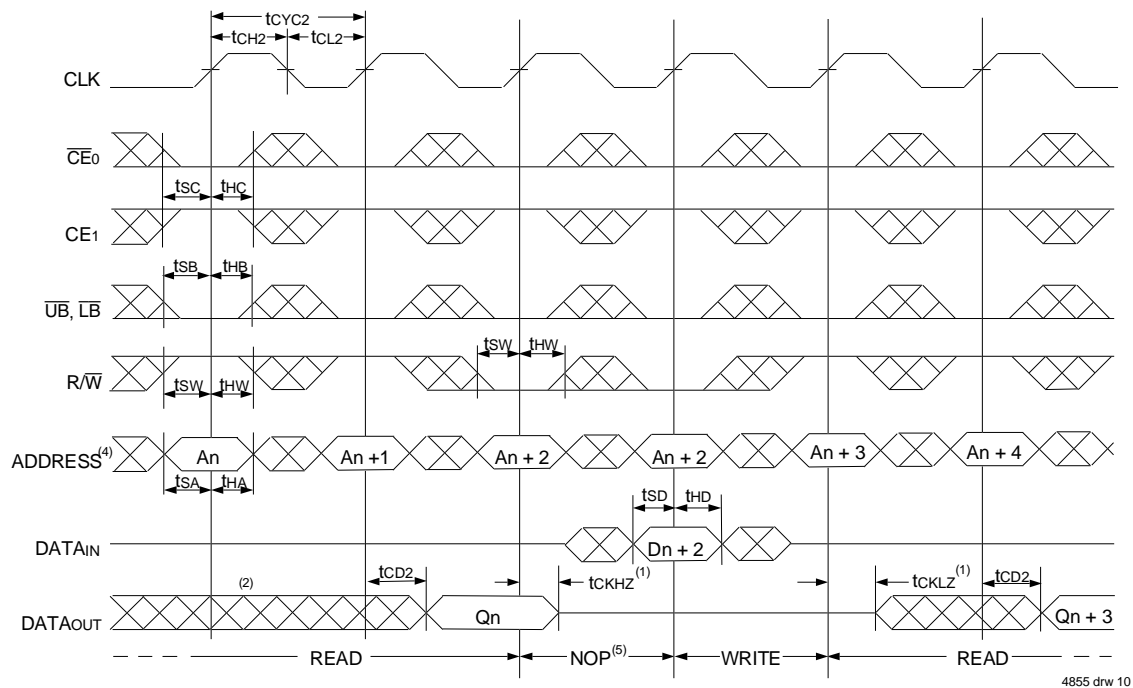 tCYC2
tCH2 tCL2
CLK
CE0
tSC tHC
CE1
tSB tHB
UB, LB
tSW tHW
R/W
tSW tHW
ADDRESS(4) An An +1 An + 2 An + 2 An + 3 An + 4
tSA tHA
tSD tHD
DATAIN Dn + 2
(2) tCD2 tCKHZ(1) tCKLZ(1) tCD2
DATAOUT Qn Qn + 3
READ NOP(5) WRITE READ
4855 drw 10